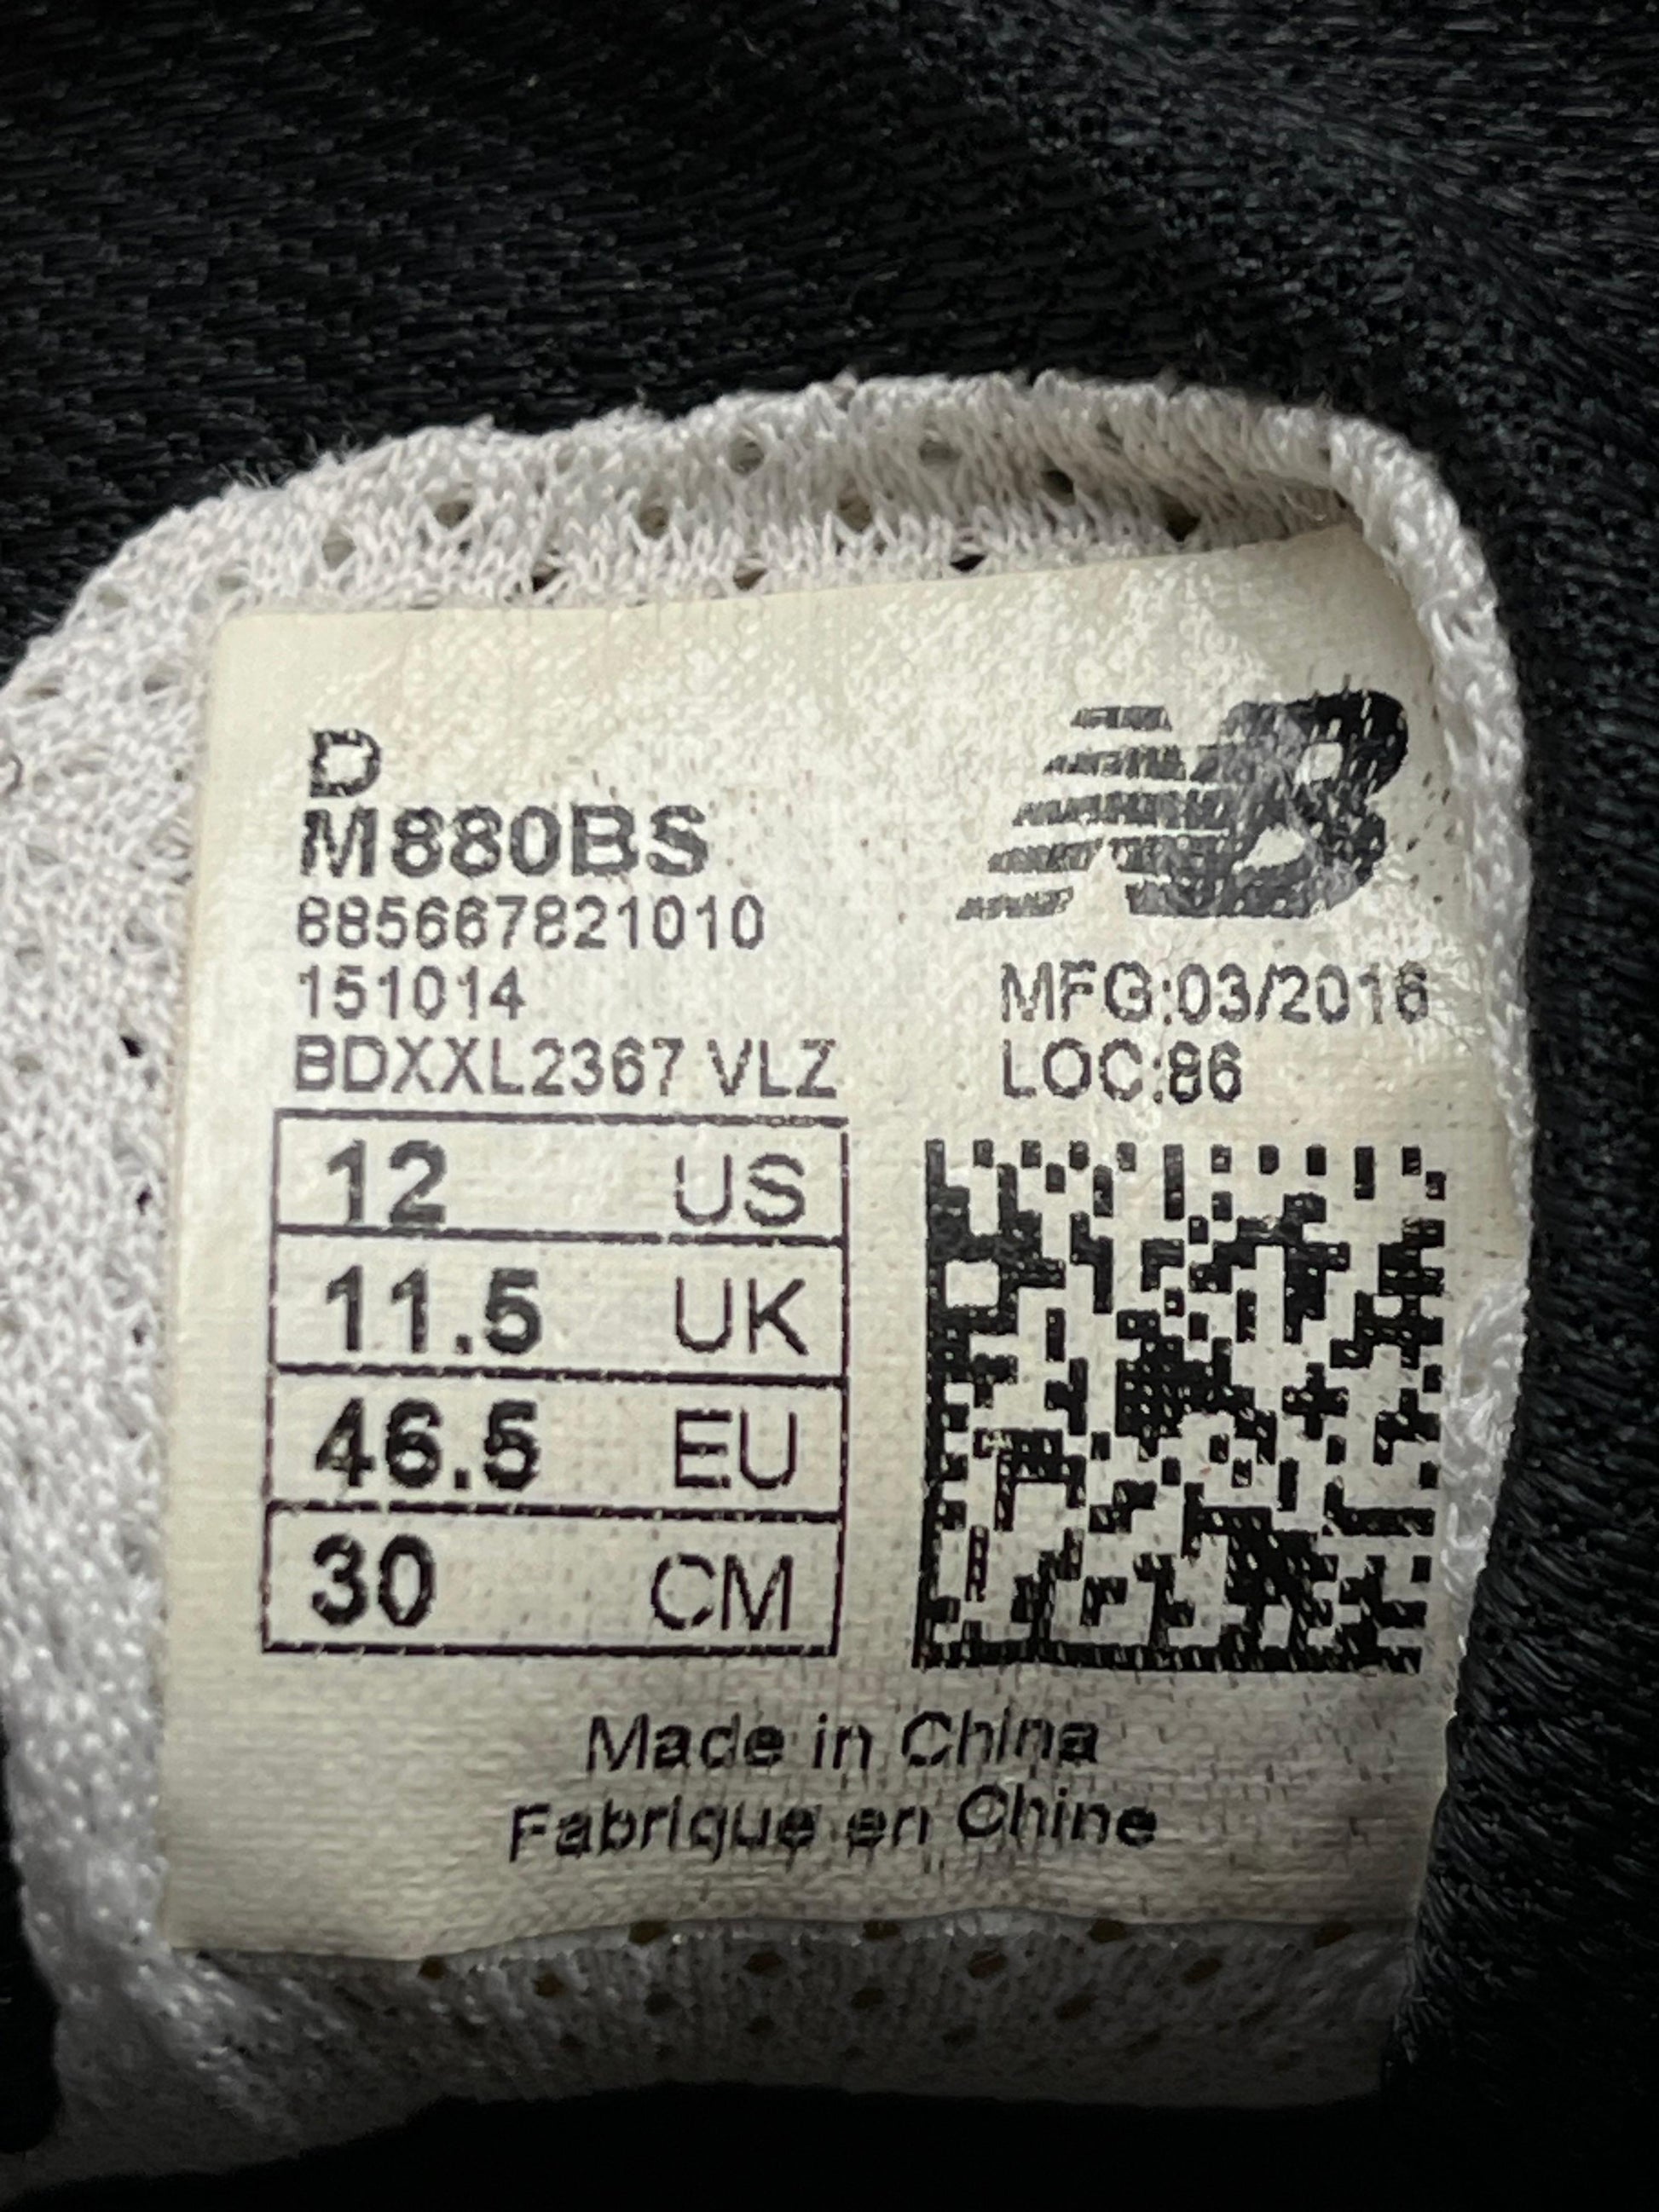 D
M880BS
885667821010
151014
BDXXL2367 VLZ
NB
MFG:03/2016
LOC:86
12 US
11.5 UK
46.5 EU
30 CM
Made in China
Fabrique en Chine